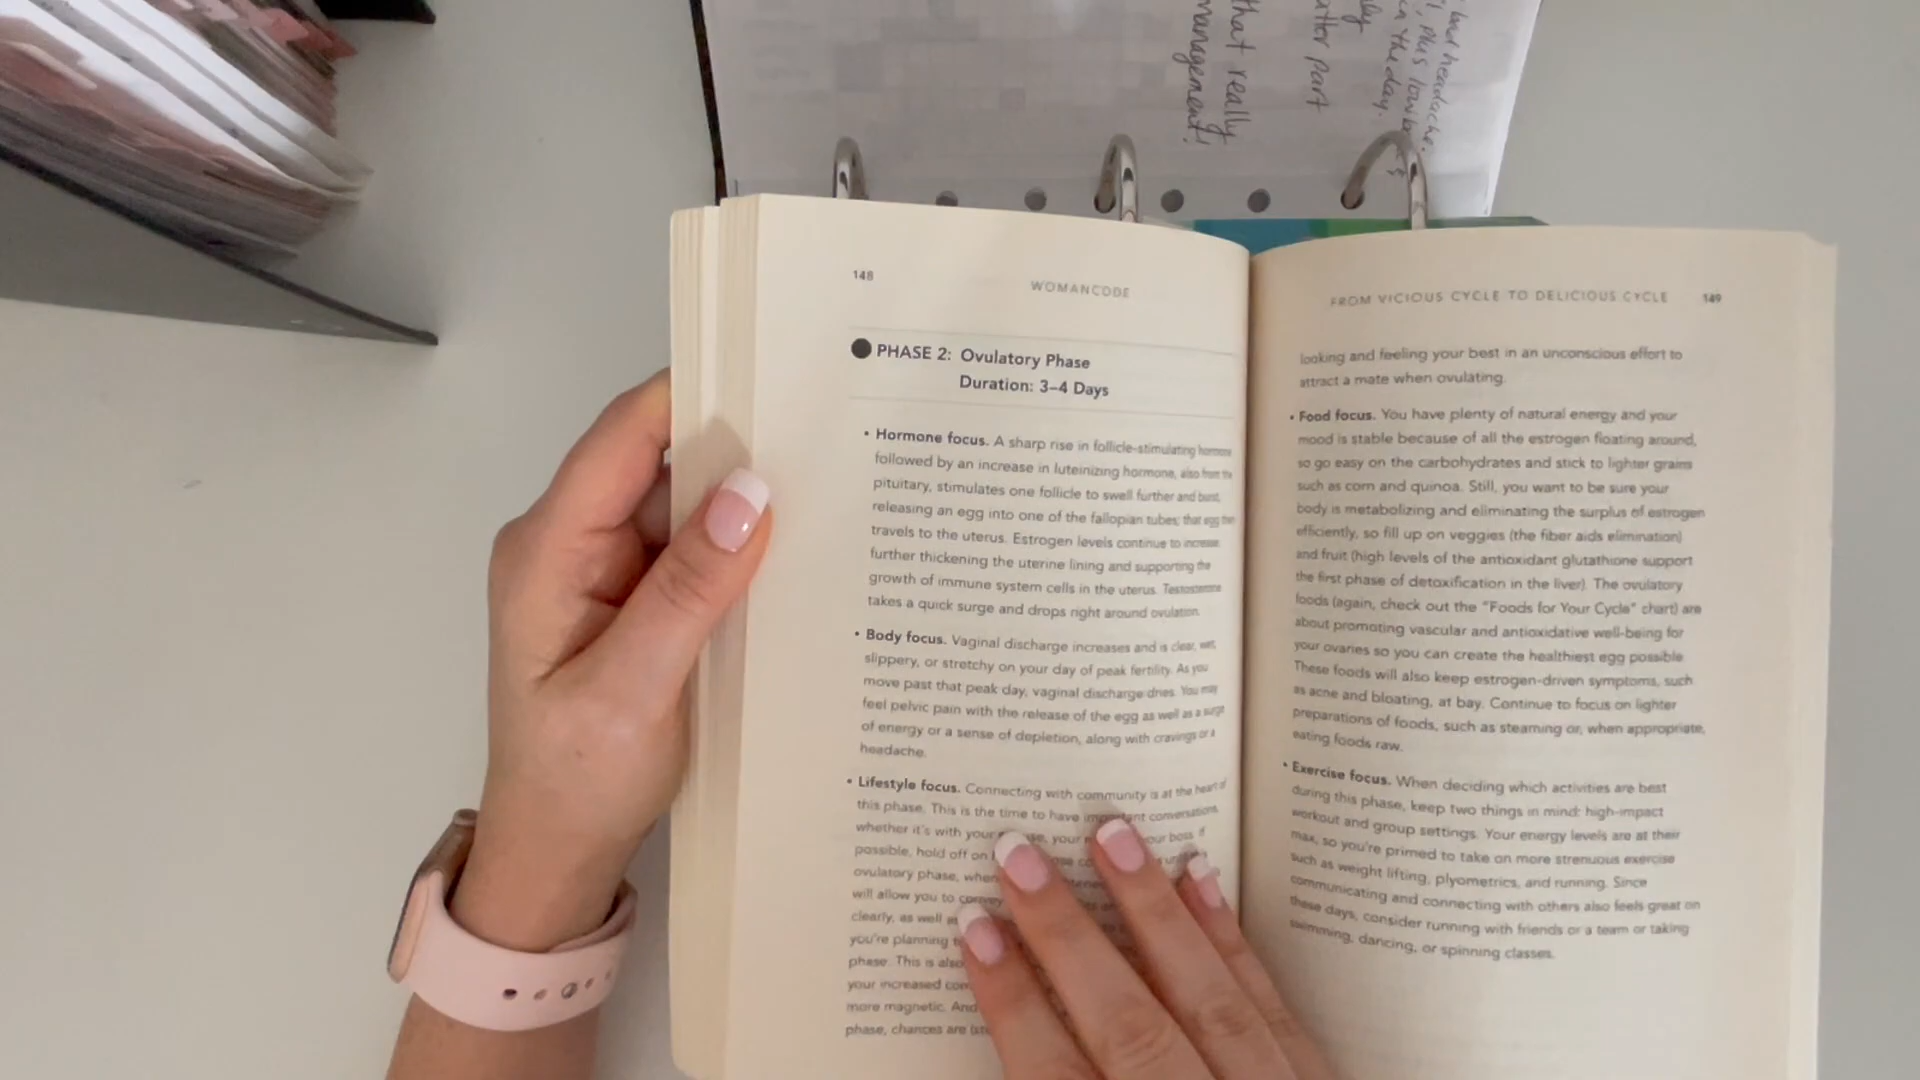 bad headache.
plus
in the day.
latter part
that really
management!
148
WOMANCODE
PHASE 2: Ovulatory Phase
Duration: 3–4 Days
• Hormone focus. A sharp rise in follicle-stimulating hormone
followed by an increase in luteinizing hormone, also from the
pituitary, stimulates one follicle to swell further and burst,
releasing an egg into one of the fallopian tubes; that egg then
travels to the uterus. Estrogen levels continue to increase
further thickening the uterine lining and supporting the
growth of immune system cells in the uterus. Testosterone
takes a quick surge and drops right around ovulation.
• Body focus. Vaginal discharge increases and is clear, wet,
slippery, or stretchy on your day of peak fertility. As you
move past that peak day, vaginal discharge dries. You may
feel pelvic pain with the release of the egg as well as a surge
of energy or a sense of depletion, along with cravings or a
headache.
• Lifestyle focus. Connecting with community is at the heart of
this phase. This is the time to have important conversations,
whether it's with your your boss. If
possible, hold off on
ovulatory phase, when
will allow you to convey
clearly, as well as
you're planning
phase. This is also
your increased
more magnetic. And
phase, chances are
FROM VICIOUS CYCLE TO DELICIOUS CYCLE
149
looking and feeling your best in an unconscious effort to
attract a mate when ovulating.
• Food focus. You have plenty of natural energy and your
mood is stable because of all the estrogen floating around,
so go easy on the carbohydrates and stick to lighter grains
such as corn and quinoa. Still, you want to be sure your
body is metabolizing and eliminating the surplus of estrogen
efficiently, so fill up on veggies (the fiber aids elimination)
and fruit (high levels of the antioxidant glutathione support
the first phase of detoxification in the liver). The ovulatory
foods (again, check out the "Foods for Your Cycle" chart) are
about promoting vascular and antioxidative well-being for
your ovaries so you can create the healthiest egg possible.
These foods will also keep estrogen-driven symptoms, such
as acne and bloating, at bay. Continue to focus on lighter
preparations of foods, such as steaming or, when appropriate,
eating foods raw.
• Exercise focus. When deciding which activities are best
during this phase, keep two things in mind: high-impact
workout and group settings. Your energy levels are at their
max, so you're primed to take on more strenuous exercise
such as weight lifting, plyometrics, and running. Since
communicating and connecting with others also feels great on
these days, consider running with friends or a team or taking
swimming, dancing, or spinning classes.